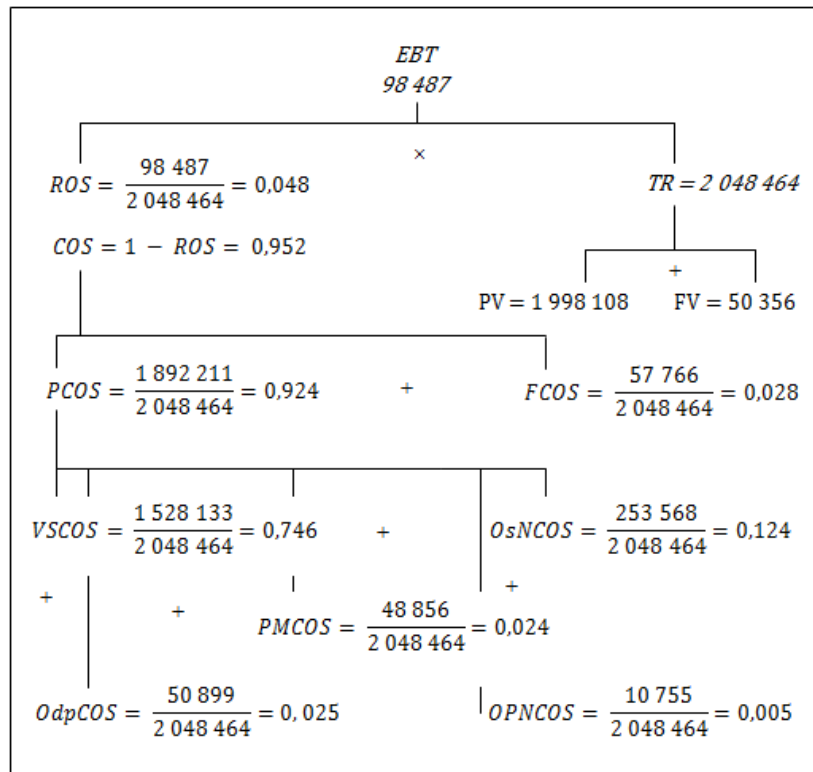 EBT
98 487
×
ROS = 98 487 / 2 048 464 = 0,048
TR = 2 048 464
COS = 1 − ROS = 0,952
+
PV = 1 998 108 FV = 50 356
PCOS = 1 892 211 / 2 048 464 = 0,924 + FCOS = 57 766 / 2 048 464 = 0,028
VSCOS = 1 528 133 / 2 048 464 = 0,746 + OsNCOS = 253 568 / 2 048 464 = 0,124
+ + +
PMCOS = 48 856 / 2 048 464 = 0,024
OdpCOS = 50 899 / 2 048 464 = 0, 025 OPNCOS = 10 755 / 2 048 464 = 0,005